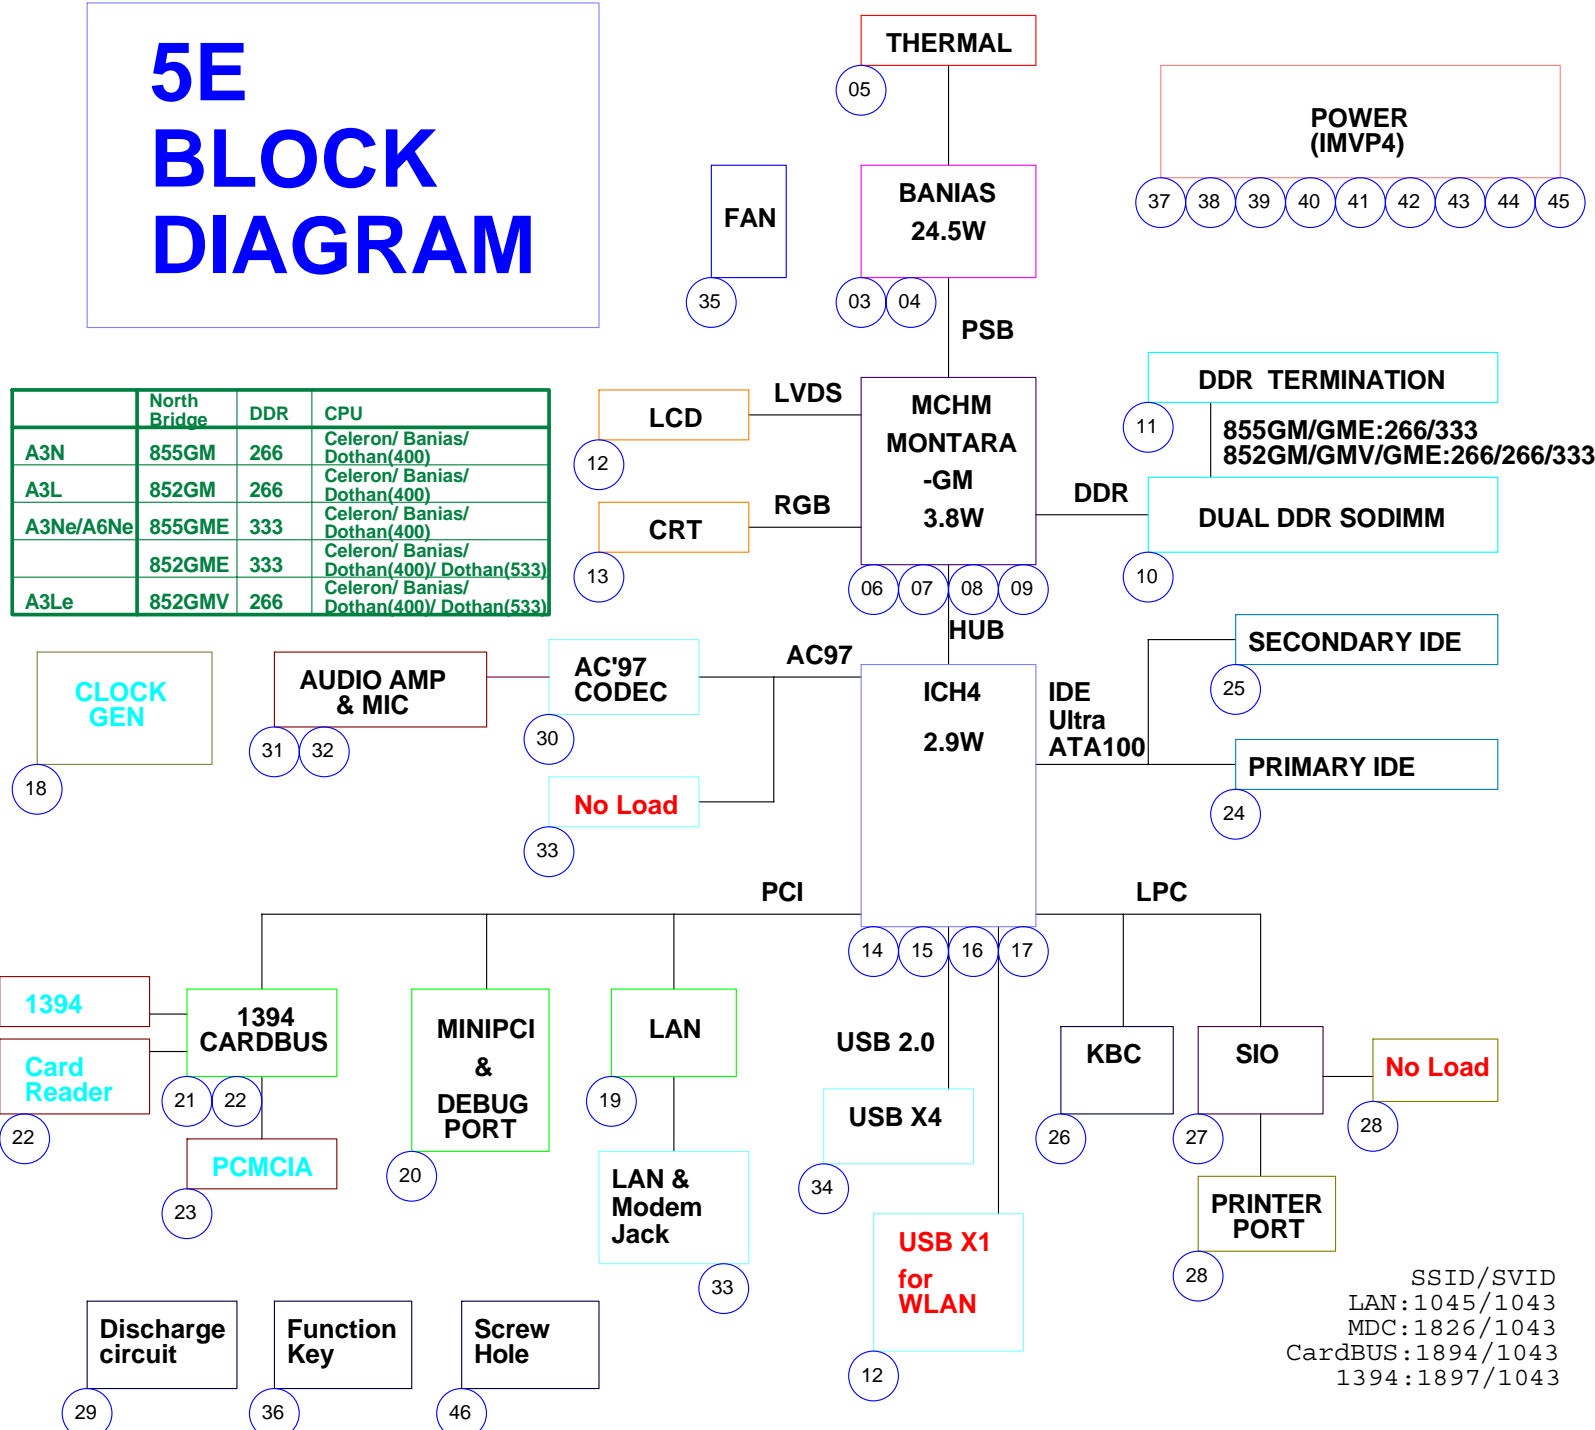 5E
BLOCK
DIAGRAM
THERMAL
05
POWER
(IMVP4)
37 38 39 40 41 42 43 44 45
FAN
35
BANIAS
24.5W
03 04
PSB
North Bridge DDR CPU
A3N 855GM 266 Celeron/ Banias/ Dothan(400)
A3L 852GM 266 Celeron/ Banias/ Dothan(400)
A3Ne/A6Ne 855GME 333 Celeron/ Banias/ Dothan(400)
852GME 333 Celeron/ Banias/ Dothan(400)/ Dothan(533)
A3Le 852GMV 266 Celeron/ Banias/ Dothan(400)/ Dothan(533)
LCD
12
LVDS
CRT
13
RGB
MCHM
MONTARA
-GM
3.8W
06 07 08 09
HUB
DDR
DDR TERMINATION
11
855GM/GME:266/333
852GM/GMV/GME:266/266/333
DUAL DDR SODIMM
10
CLOCK
GEN
18
AUDIO AMP
& MIC
31 32
AC'97
CODEC
30
AC97
No Load
33
ICH4
2.9W
14 15 16 17
IDE
Ultra
ATA100
SECONDARY IDE
25
PRIMARY IDE
24
PCI
LPC
1394
Card
Reader
22
1394
CARDBUS
21 22
PCMCIA
23
MINIPCI
&
DEBUG
PORT
20
LAN
19
LAN &
Modem
Jack
33
USB 2.0
USB X4
34
USB X1
for
WLAN
12
KBC
26
SIO
27
No Load
28
PRINTER
PORT
28
SSID/SVID
LAN:1045/1043
MDC:1826/1043
CardBUS:1894/1043
1394:1897/1043
Discharge
circuit
29
Function
Key
36
Screw
Hole
46